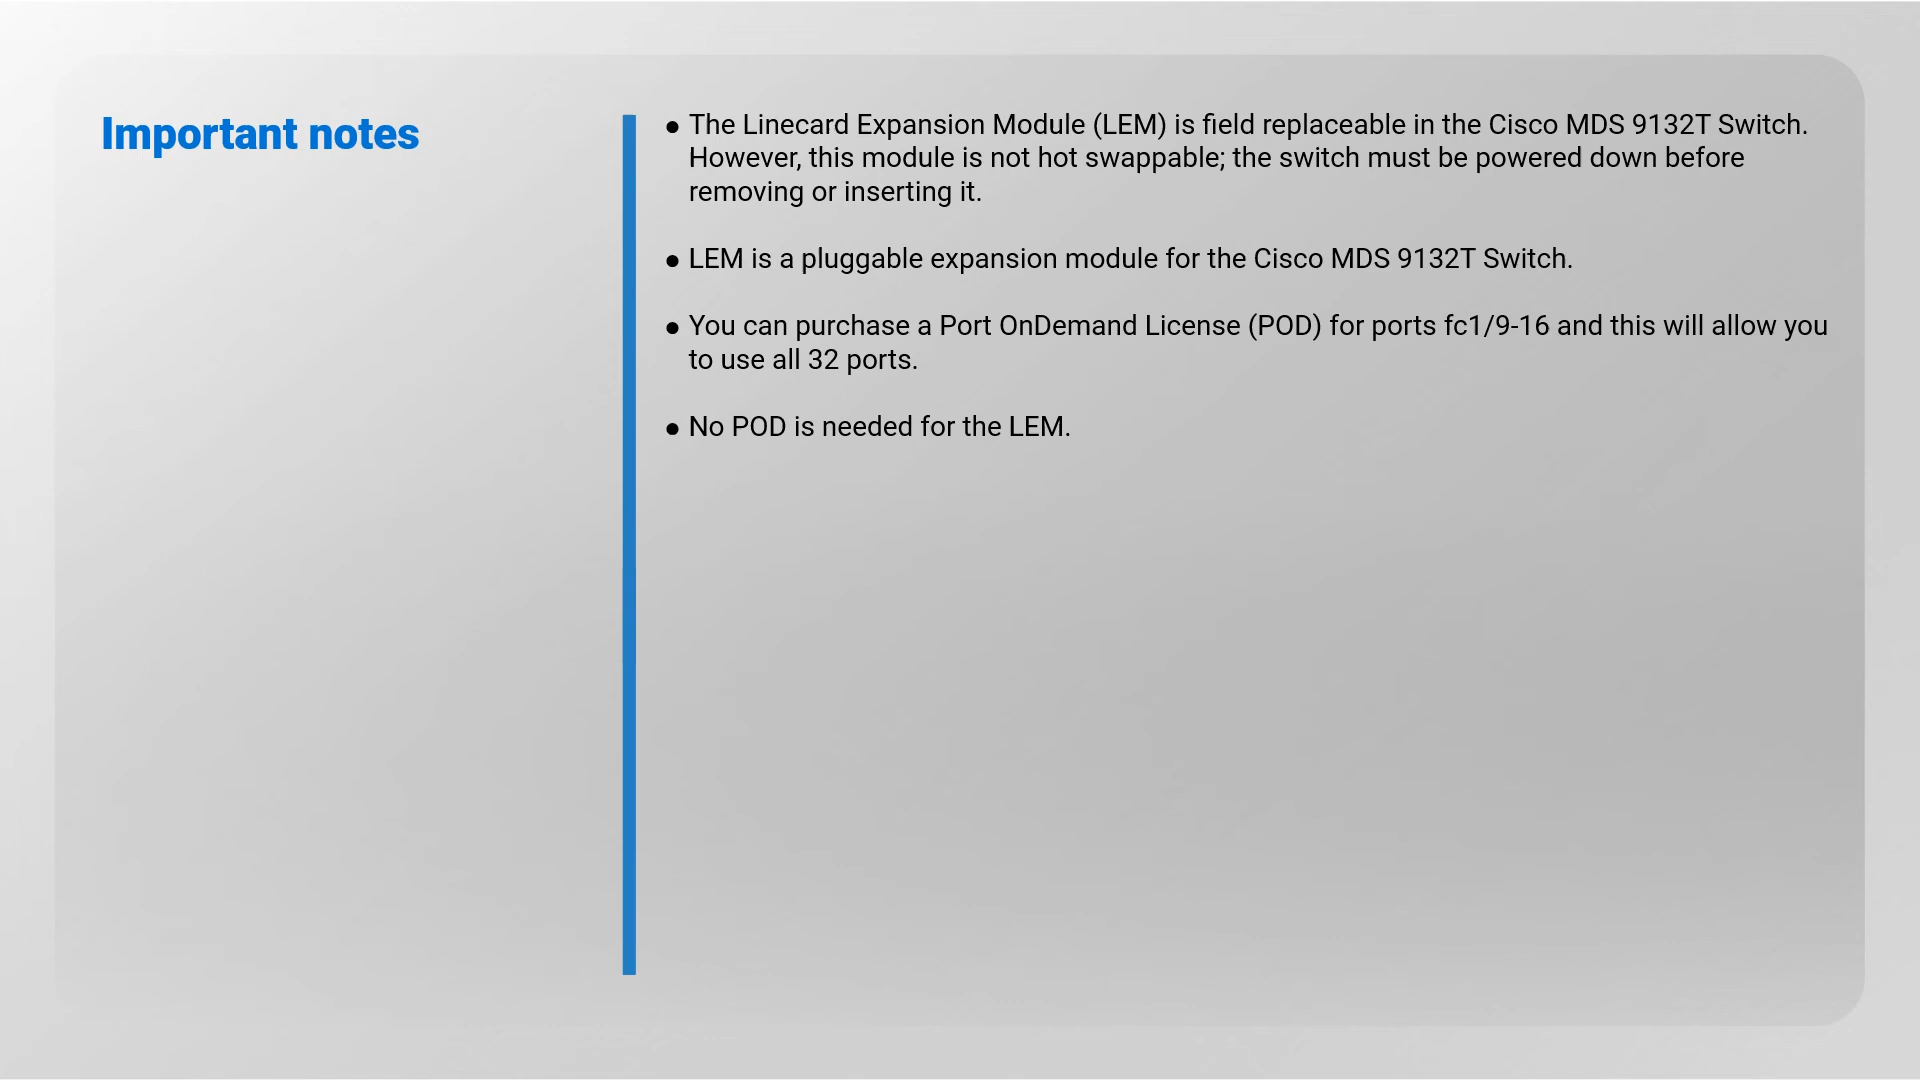 Important notes
● The Linecard Expansion Module (LEM) is field replaceable in the Cisco MDS 9132T Switch.
However, this module is not hot swappable; the switch must be powered down before
removing or inserting it.
● LEM is a pluggable expansion module for the Cisco MDS 9132T Switch.
● You can purchase a Port OnDemand License (POD) for ports fc1/9-16 and this will allow you
to use all 32 ports.
● No POD is needed for the LEM.